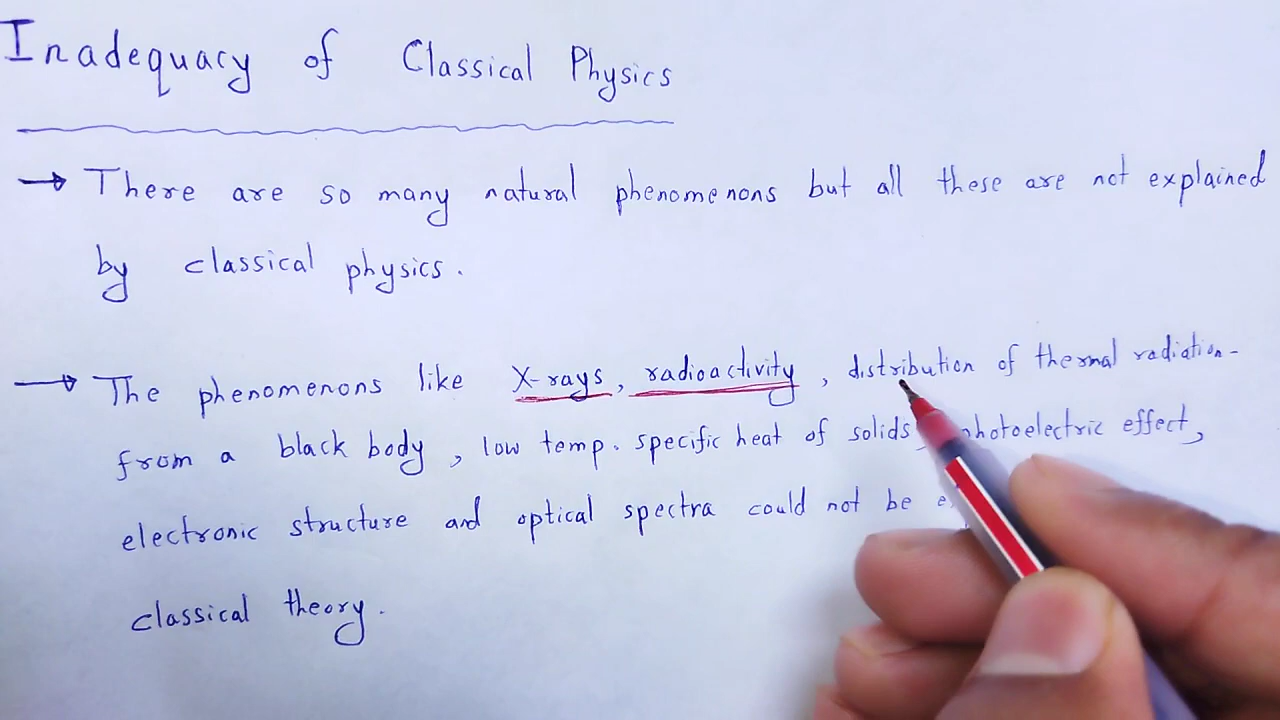 Inadequacy of Classical Physics
→ There are so many natural phenomenons but all these are not explained
by classical physics.
→ The phenomenons like X-rays, radioactivity, distribution of thermal radiation-
from a black body, low temp. specific heat of solids, photoelectric effect,
electronic structure and optical spectra could not be
classical theory.